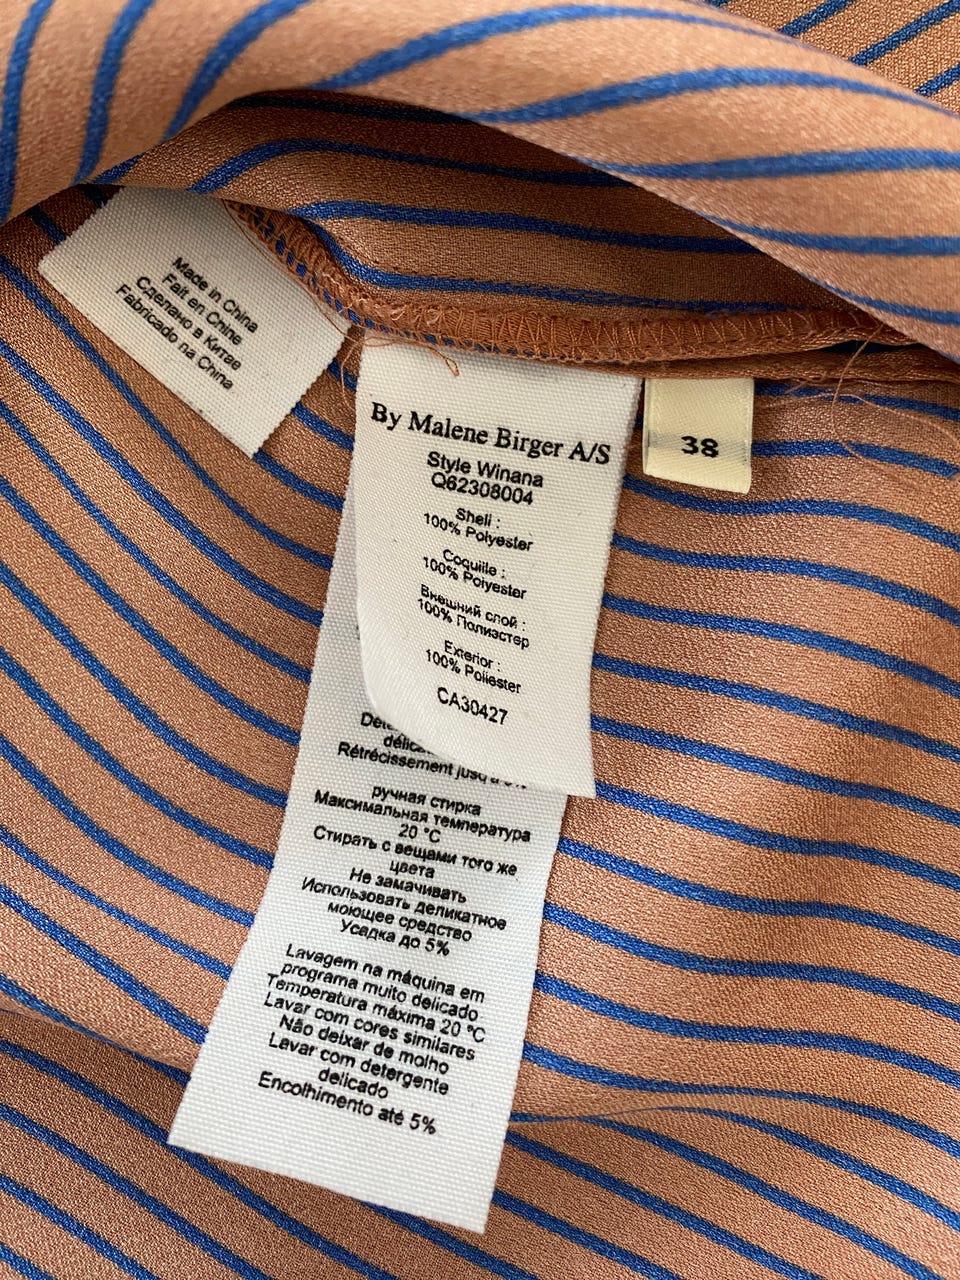 Made in China
Fait en Chine
Сделано в Китае
Fabricado na China
By Malene Birger A/S
Style Winana
Q62308004
Shell :
100% Polyester
Coquille :
100% Polyester
Внешний слой :
100% Полиэстер
Exterior :
100% Poliester
CA30427
38
Rétrécissement jusqu'à
ручная стирка
Максимальная температура
20 °C
Стирать с вещами того же
цвета
Не замачивать
Использовать деликатное
моющее средство
Усадка до 5%
Lavagem na máquina em
programa muito delicado
Temperatura máxima 20 °C
Lavar com cores similares
Não deixar de molho
Lavar com detergente
delicado
Encolhimento até 5%